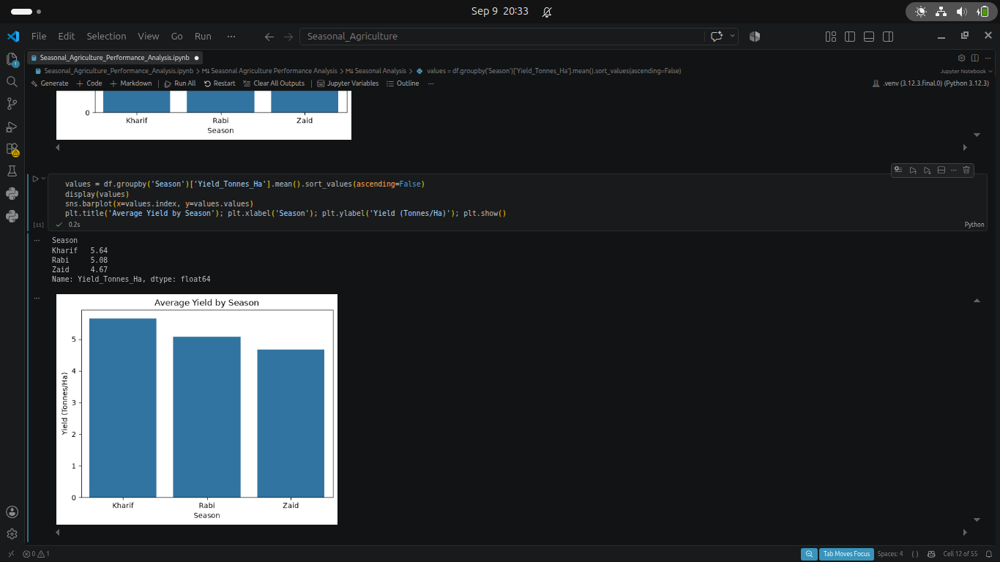 Sep 9 20:33
File Edit Selection View Go Run ···
Seasonal_Agriculture
Seasonal_Agriculture_Performance_Analysis.ipynb
Seasonal_Agriculture_Performance_Analysis.ipynb > M↓ Seasonal Agriculture Performance Analysis > M↓ Seasonal Analysis > values = df.groupby('Season')['Yield_Tonnes_Ha'].mean().sort_values(ascending=False)
Jupyter Notebook
Generate + Code + Markdown | Run All Restart Clear All Outputs | Jupyter Variables Outline ···
.venv (3.12.3.final.0) (Python 3.12.3)
0
Kharif Rabi Zaid
Season
values = df.groupby('Season')['Yield_Tonnes_Ha'].mean().sort_values(ascending=False)
display(values)
sns.barplot(x=values.index, y=values.values)
plt.title('Average Yield by Season'); plt.xlabel('Season'); plt.ylabel('Yield (Tonnes/Ha)'); plt.show()
[11] 0.2s
Python
Season
Kharif 5.64
Rabi 5.08
Zaid 4.67
Name: Yield_Tonnes_Ha, dtype: float64
Average Yield by Season
Yield (Tonnes/Ha)
5
4
3
2
1
0
Kharif Rabi Zaid
Season
0 1
Tab Moves Focus Spaces: 4 Cell 12 of 55